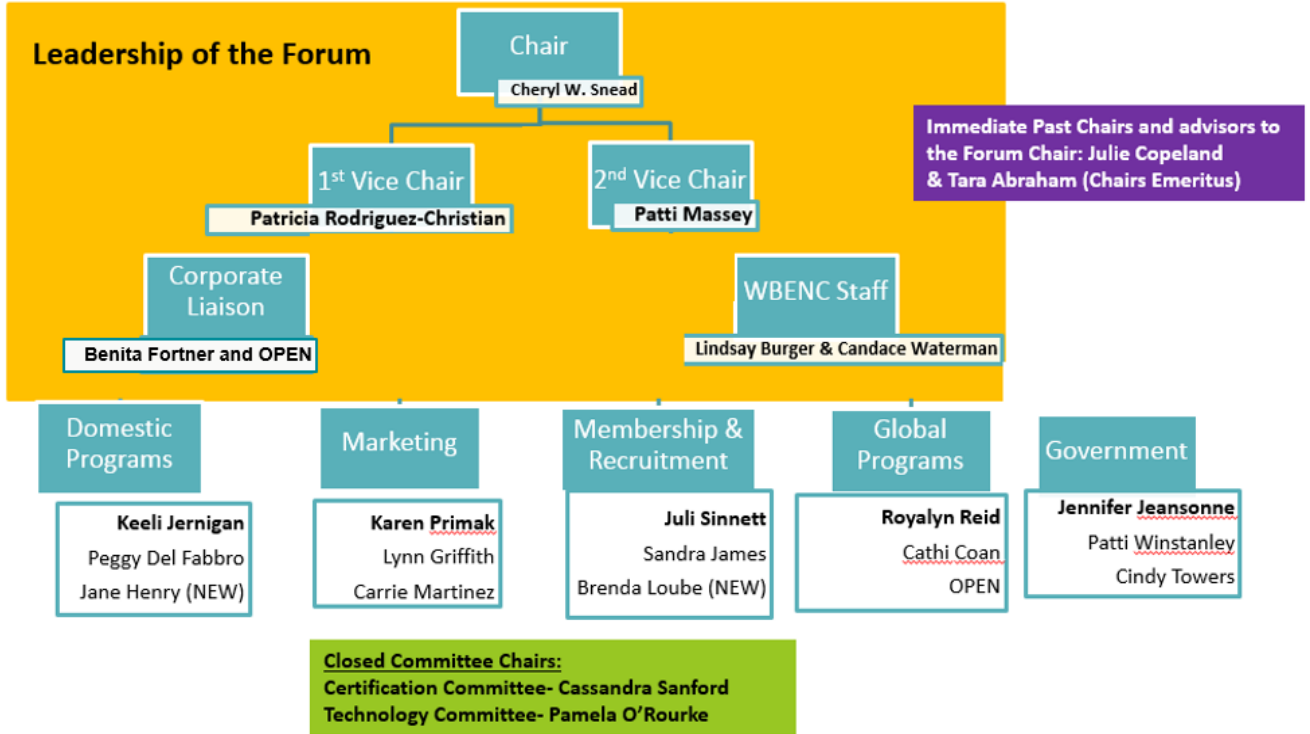 Leadership of the Forum
Chair
Cheryl W. Snead
Immediate Past Chairs and advisors to
the Forum Chair: Julie Copeland
& Tara Abraham (Chairs Emeritus)
1st Vice Chair
Patricia Rodriguez-Christian
2nd Vice Chair
Patti Massey
Corporate
Liaison
Benita Fortner and OPEN
WBENC Staff
Lindsay Burger & Candace Waterman
Domestic
Programs
Keeli Jernigan
Peggy Del Fabbro
Jane Henry (NEW)
Marketing
Karen Primak
Lynn Griffith
Carrie Martinez
Membership &
Recruitment
Juli Sinnett
Sandra James
Brenda Loube (NEW)
Global
Programs
Royalyn Reid
Cathi Coan
OPEN
Government
Jennifer Jeansonne
Patti Winstanley
Cindy Towers
Closed Committee Chairs:
Certification Committee- Cassandra Sanford
Technology Committee- Pamela O’Rourke